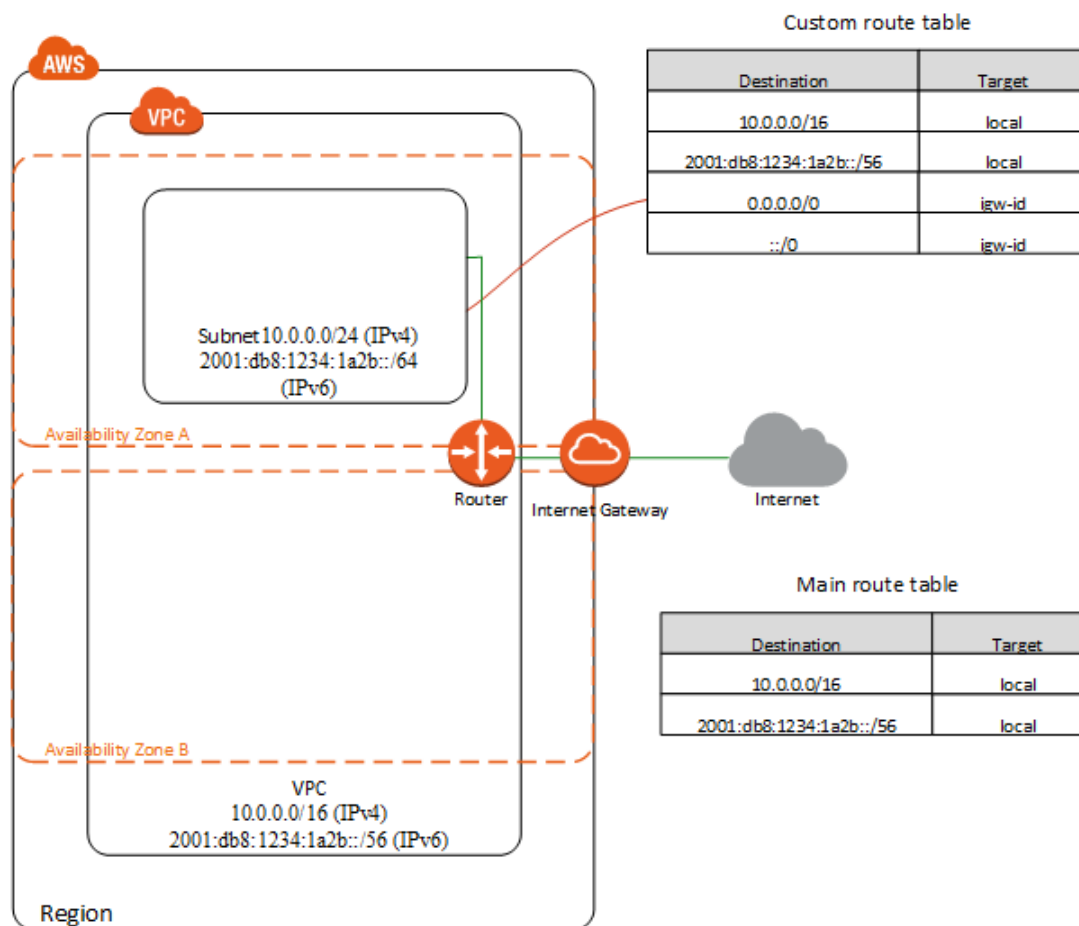 Custom route table
AWS
Destination Target
VPC
10.0.0.0/16 local
2001:db8:1234:1a2b::/56 local
0.0.0.0/0 igw-id
::/0 igw-id
Subnet 10.0.0.0/24 (IPv4)
2001:db8:1234:1a2b::/64
(IPv6)
Availability Zone A
Router
Internet Gateway
Internet
Main route table
Destination Target
10.0.0.0/16 local
2001:db8:1234:1a2b::/56 local
Availability Zone B
VPC
10.0.0.0/16 (IPv4)
2001:db8:1234:1a2b::/56 (IPv6)
Region